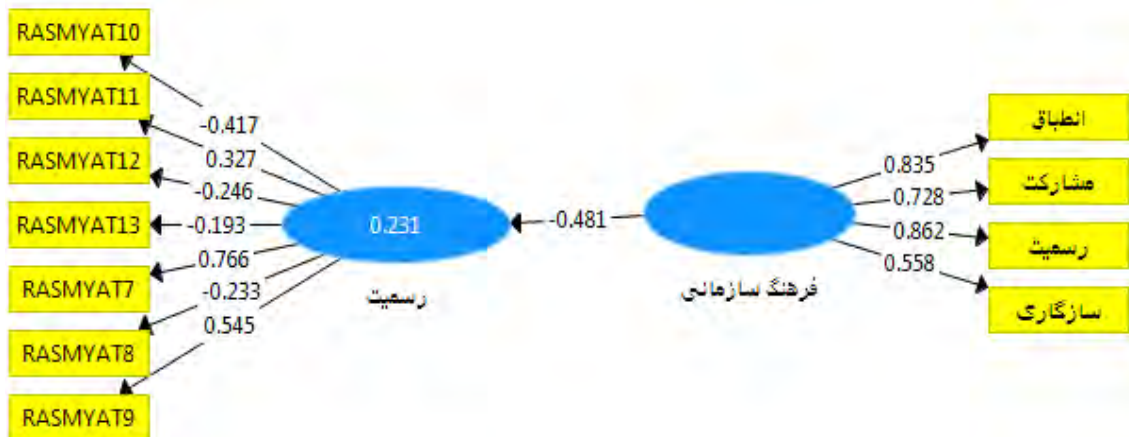 RASMYAT10
RASMYAT11
RASMYAT12
RASMYAT13
RASMYAT7
RASMYAT8
RASMYAT9
-0.417
0.327
-0.246
-0.193
0.766
-0.233
0.545
0.231
رسمیت
-0.481
فرهنگ سازمانی
0.835
0.728
0.862
0.558
انطباق
مشارکت
رسمیت
سازگاری